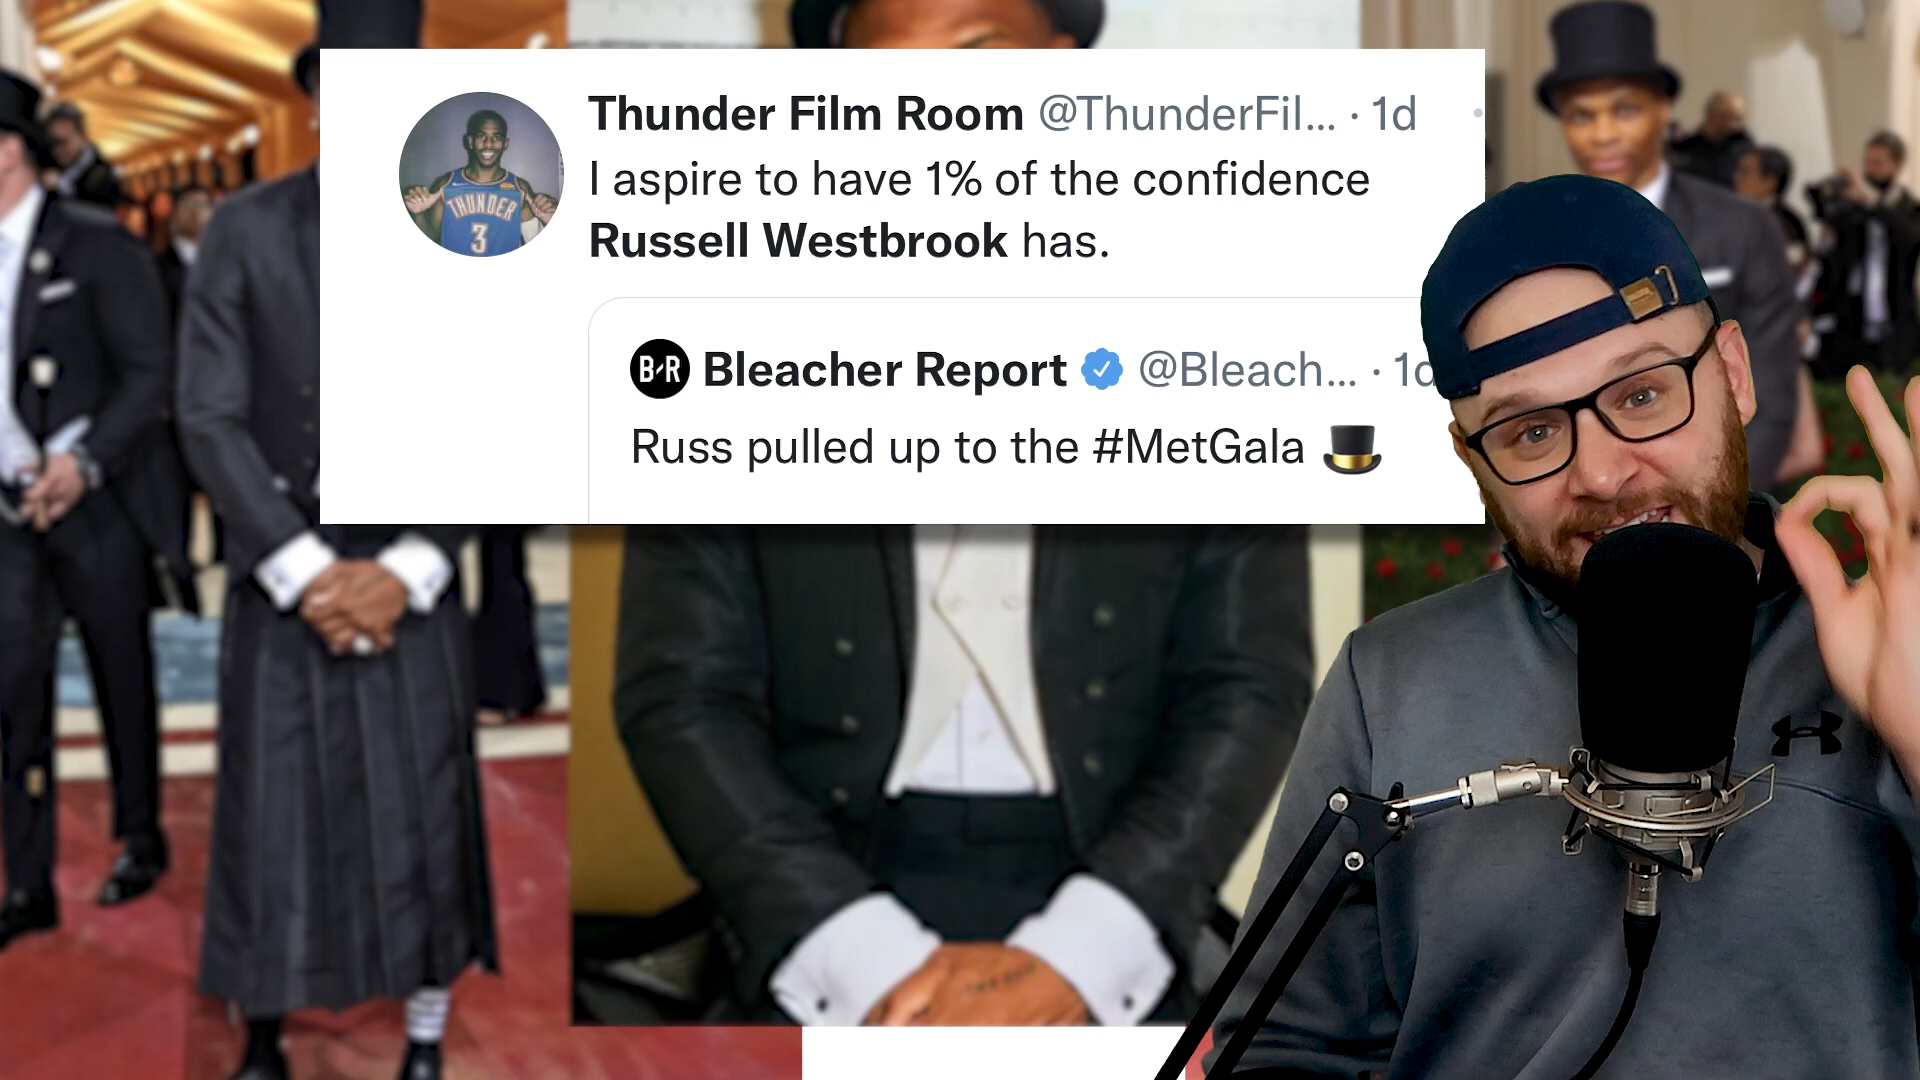 Thunder Film Room @ThunderFil... · 1d
I aspire to have 1% of the confidence
Russell Westbrook has.
THUNDER
3
B R Bleacher Report @Bleach... · 1d
Russ pulled up to the #MetGala 🎩